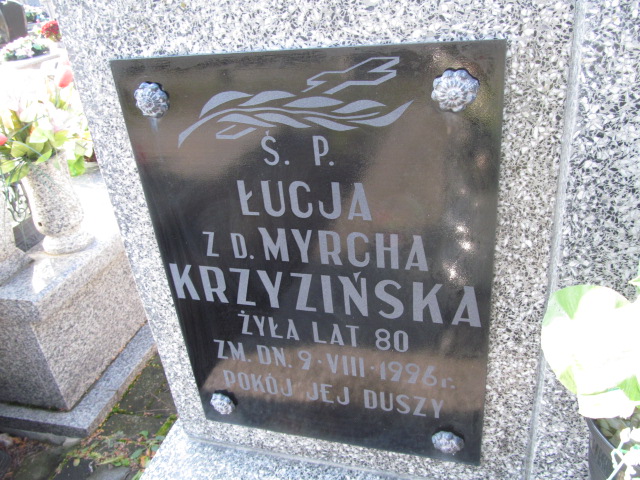 Ś. P.
ŁUCJA
Z D. MYRCHA
KRZYZIŃSKA
ŻYŁA LAT 80
ZM. DN. 9·VIII·1996 r.
POKÓJ JEJ DUSZY